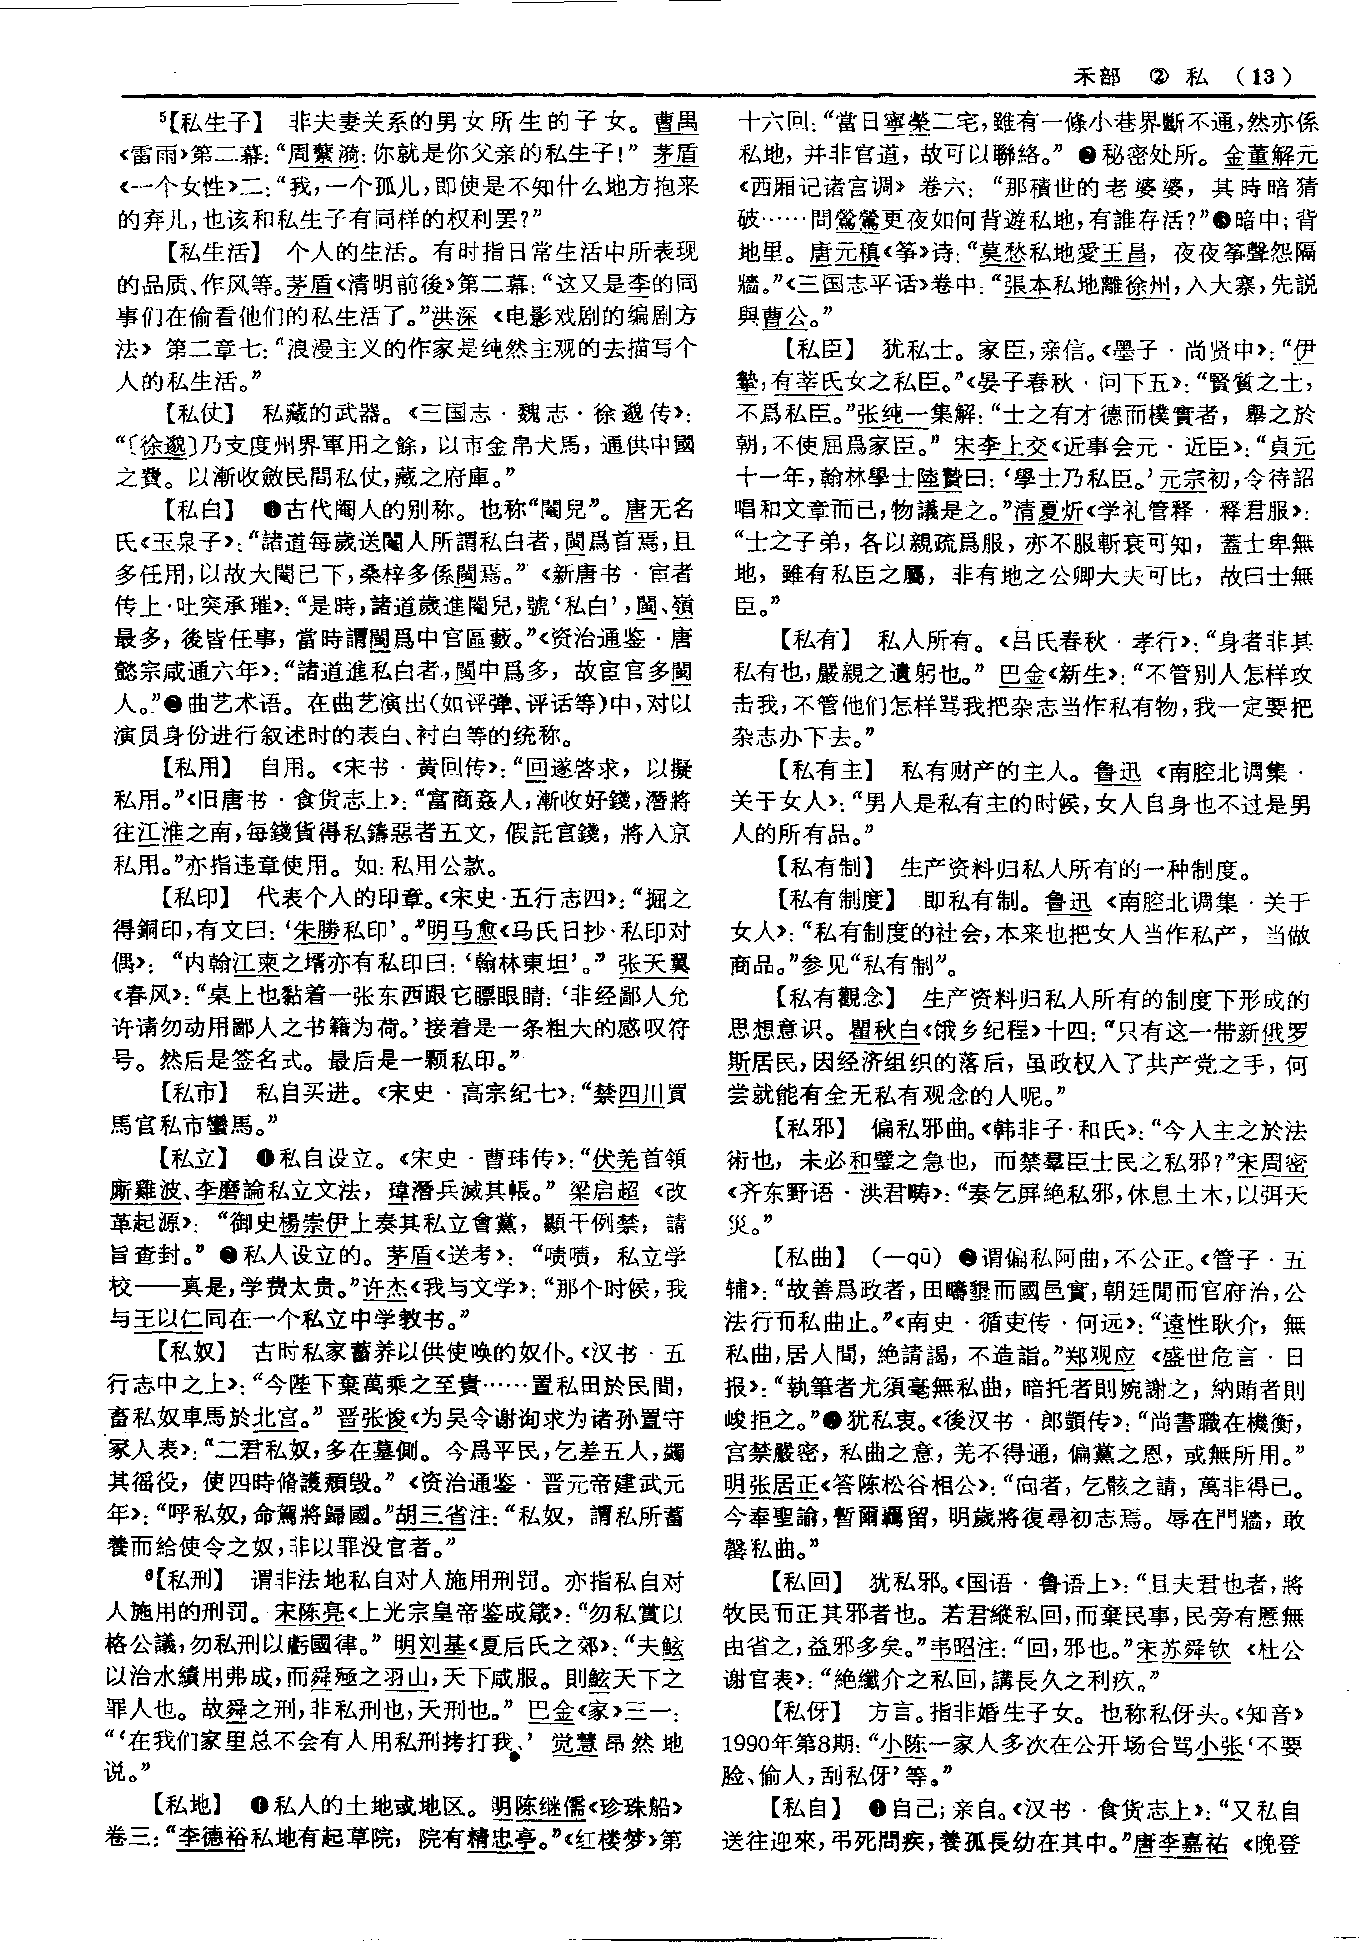 禾部 ② 私 (13)
⁵【私生子】 非夫妻关系的男女所生的子女。曹禺
《雷雨》第二幕：“周蘩漪：你就是你父亲的私生子！” 茅盾
《一个女性》二：“我，一个孤儿，即使是不知什么地方抱来
的弃儿，也该和私生子有同样的权利罢？”
【私生活】 个人的生活。有时指日常生活中所表现
的品质、作风等。茅盾《清明前後》第二幕：“这又是李的同
事们在偷看他们的私生活了。”洪深 《电影戏剧的编剧方
法》 第二章七：“浪漫主义的作家是纯然主观的去描写个
人的私生活。”
【私仗】 私藏的武器。《三国志·魏志·徐邈传》：
“〔徐邈〕乃支度州界軍用之餘，以市金帛犬馬，通供中國
之費。以漸收斂民間私仗，藏之府庫。”
【私白】 ❶古代阉人的别称。也称“閹兒”。唐无名
氏《玉泉子》：“諸道每歲送閹人所謂私白者，閩爲首焉，且
多任用，以故大閹已下，桑梓多係閩焉。” 《新唐书·宦者
传上·吐突承璀》：“是時，諸道歲進閹兒，號‘私白’，閩、嶺
最多，後皆任事，當時謂閩爲中官區藪。”《资治通鉴·唐
懿宗咸通六年》：“諸道進私白者，閩中爲多，故宦官多閩
人。”❷曲艺术语。在曲艺演出(如评弹、评话等)中，对以
演员身份进行叙述时的表白、衬白等的统称。
【私用】 自用。《宋书·黄回传》：“回遂啓求，以擬
私用。”《旧唐书·食货志上》：“富商姦人，漸收好錢，潛將
往江淮之南，每錢貨得私鑄惡者五文，假託官錢，將入京
私用。”亦指违章使用。如：私用公款。
【私印】 代表个人的印章。《宋史·五行志四》：“掘之
得銅印，有文曰：‘朱勝私印’。”明马愈《马氏日抄·私印对
偶》：“内翰江朿之壻亦有私印曰：‘翰林東坦’。” 张天翼
《春风》：“桌上也黏着一张东西跟它瞟眼睛：‘非经鄙人允
许请勿动用鄙人之书籍为荷。’接着是一条粗大的感叹符
号。然后是签名式。最后是一颗私印。”
【私市】 私自买进。《宋史·高宗纪七》：“禁四川買
馬官私市蠻馬。”
【私立】 ❶私自设立。《宋史·曹玮传》：“伏羌首領
厮雞波、李磨論私立文法，瑋潛兵滅其帳。” 梁启超 《改
革起源》：“御史楊崇伊上奏其私立會黨，顯干例禁，請
旨查封。” ❷私人设立的。茅盾《送考》：“啧啧，私立学
校——真是，学费太贵。”许杰《我与文学》：“那个时候，我
与王以仁同在一个私立中学教书。”
【私奴】 古时私家蓄养以供使唤的奴仆。《汉书·五
行志中之上》：“今陛下棄萬乘之至貴……置私田於民間，
畜私奴車馬於北宫。” 晋张悛《为吴令谢询求为诸孙置守
冢人表》：“二君私奴，多在墓側。今爲平民，乞差五人，蠲
其徭役，使四時脩護頹毁。” 《资治通鉴·晋元帝建武元
年》：“呼私奴，命駕將歸國。”胡三省注：“私奴，謂私所蓄
養而給使令之奴，非以罪没官者。”
⁶【私刑】 谓非法地私自对人施用刑罚。亦指私自对
人施用的刑罚。宋陈亮《上光宗皇帝鉴成箴》：“勿私賞以
格公議，勿私刑以虧國律。” 明刘基《夏后氏之郊》：“夫鮌
以治水績用弗成，而舜殛之羽山，天下咸服。則鮌天下之
罪人也。故舜之刑，非私刑也，天刑也。” 巴金《家》三一：
“‘在我们家里总不会有人用私刑拷打我、’ 觉慧昂然地
说。”
【私地】 ❶私人的土地或地区。明陈继儒《珍珠船》
卷三：“李德裕私地有起草院，院有精忠亭。”《红楼梦》第
十六回：“當日寧榮二宅，雖有一條小巷界斷不通，然亦係
私地，并非官道，故可以聯絡。” ❷秘密处所。金董解元
《西厢记诸宫调》 卷六：“那積世的老婆婆，其時暗猜
破……問鶯鶯更夜如何背遊私地，有誰存活？”❸暗中；背
地里。唐元稹《筝》诗：“莫愁私地愛王昌，夜夜筝聲怨隔
牆。”《三国志平话》卷中：“張本私地離徐州，入大寨，先説
與曹公。”
【私臣】 犹私士。家臣，亲信。《墨子·尚贤中》：“伊
摯，有莘氏女之私臣。”《晏子春秋·问下五》：“賢質之士，
不爲私臣。”张纯一集解：“士之有才德而樸實者，舉之於
朝，不使屈爲家臣。” 宋李上交《近事会元·近臣》：“貞元
十一年，翰林學士陸贄曰：‘學士乃私臣。’元宗初，令待詔
唱和文章而已，物議是之。”清夏炘《学礼管释·释君服》：
“士之子弟，各以親疏爲服，亦不服斬衰可知，蓋士卑無
地，雖有私臣之屬，非有地之公卿大夫可比，故曰士無
臣。”
【私有】 私人所有。《吕氏春秋·孝行》：“身者非其
私有也，嚴親之遺躬也。” 巴金《新生》：“不管别人怎样攻
击我，不管他们怎样骂我把杂志当作私有物，我一定要把
杂志办下去。”
【私有主】 私有财产的主人。鲁迅 《南腔北调集·
关于女人》：“男人是私有主的时候，女人自身也不过是男
人的所有品。”
【私有制】 生产资料归私人所有的一种制度。
【私有制度】 即私有制。鲁迅 《南腔北调集·关于
女人》：“私有制度的社会，本来也把女人当作私产，当做
商品。”参见“私有制”。
【私有觀念】 生产资料归私人所有的制度下形成的
思想意识。瞿秋白《饿乡纪程》十四：“只有这一带新俄罗
斯居民，因经济组织的落后，虽政权入了共产党之手，何
尝就能有全无私有观念的人呢。”
【私邪】 偏私邪曲。《韩非子·和氏》：“今人主之於法
術也，未必和璧之急也，而禁羣臣士民之私邪？”宋周密
《齐东野语·洪君畴》：“奏乞屏絶私邪，休息土木，以弭天
災。”
【私曲】 (—qū) ❶谓偏私阿曲，不公正。《管子·五
辅》：“故善爲政者，田疇墾而國邑實，朝廷閒而官府治，公
法行而私曲止。”《南史·循吏传·何远》：“遠性耿介，無
私曲，居人間，絶請謁，不造詣。”郑观应 《盛世危言·日
报》：“執筆者尤須毫無私曲，暗托者則婉謝之，納賄者則
峻拒之。”❷犹私衷。《後汉书·郎顗传》：“尚書職在機衡，
宫禁嚴密，私曲之意，羌不得通，偏黨之恩，或無所用。”
明张居正《答陈松谷相公》：“向者，乞骸之請，萬非得已。
今奉聖諭，暫爾羈留，明歲將復尋初志焉。辱在門牆，敢
罄私曲。”
【私回】 犹私邪。《国语·鲁语上》：“且夫君也者，將
牧民而正其邪者也。若君縱私回，而棄民事，民旁有慝無
由省之，益邪多矣。”韦昭注：“回，邪也。”宋苏舜钦 《杜公
谢官表》：“絶纖介之私回，講長久之利疚。”
【私伢】 方言。指非婚生子女。也称私伢头。《知音》
1990年第8期：“小陈一家人多次在公开场合骂小张‘不要
脸、偷人，刮私伢’等。”
【私自】 ❶自己；亲自。《汉书·食货志上》：“又私自
送往迎來，弔死問疾，養孤長幼在其中。”唐李嘉祐 《晚登